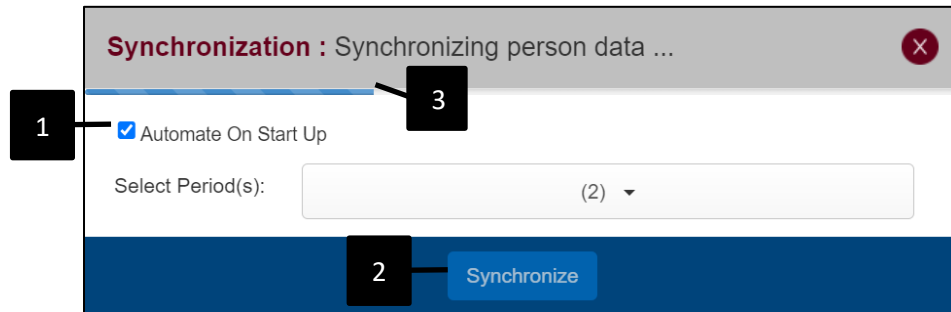 Synchronization : Synchronizing person data ... X
3
1
Automate On Start Up
Select Period(s):
(2)
2
Synchronize